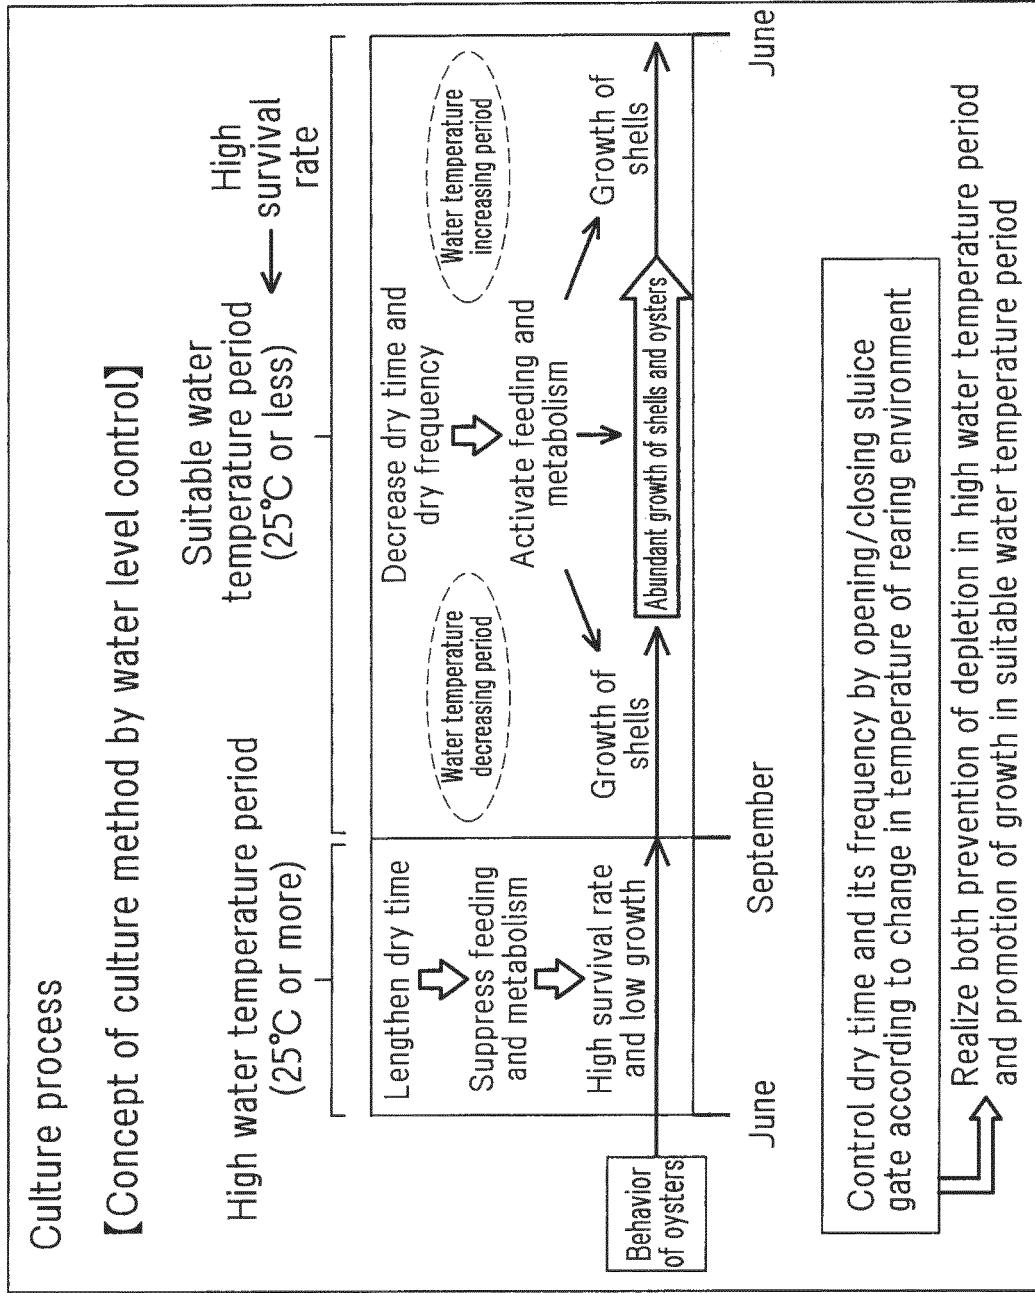 Culture process
【Concept of culture method by water level control】
High water temperature period
(25℃ or more)
Suitable water
temperature period
(25℃ or less)
High
survival
rate
Lengthen dry time
Suppress feeding
and metabolism
High survival rate
and low growth
Decrease dry time and
dry frequency
Water temperature
decreasing period
Water temperature
increasing period
Activate feeding and
metabolism
Growth of
shells
Abundant growth of shells and oysters
Growth of
shells
Behavior
of oysters
June
September
June
Control dry time and its frequency by opening/closing sluice
gate according to change in temperature of rearing environment
Realize both prevention of depletion in high water temperature period
and promotion of growth in suitable water temperature period